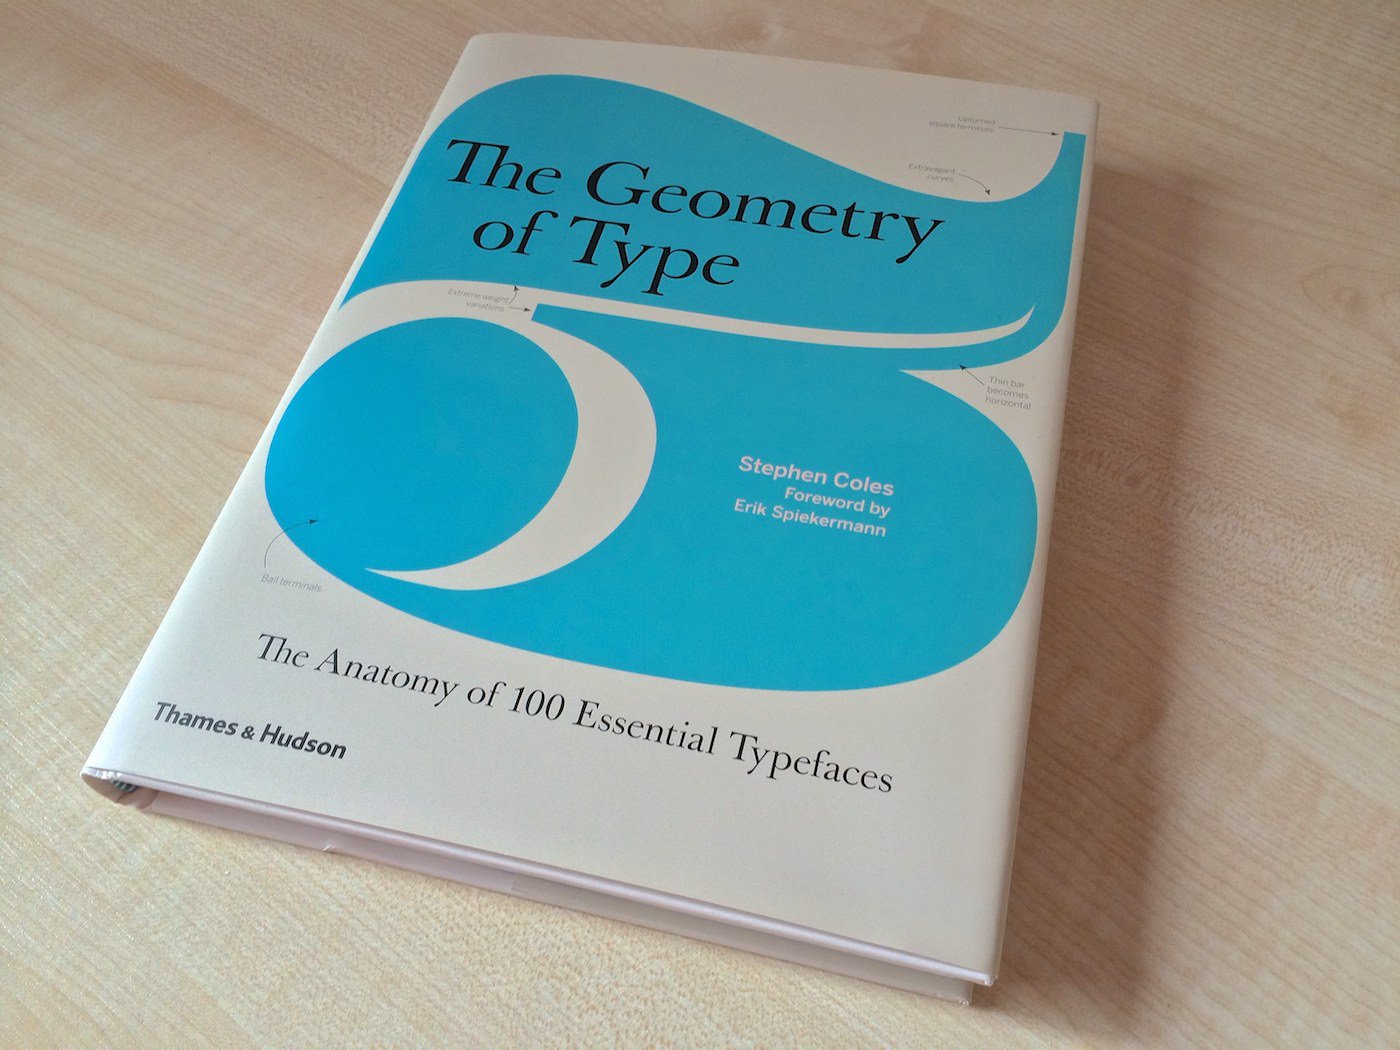 Upturned
square terminals
Extravagant
curves
The Geometry
of Type
Extreme weight
variations
Thin bar
becomes
horizontal
Stephen Coles
Foreword by
Erik Spiekermann
Ball terminals
The Anatomy of 100 Essential Typefaces
Thames & Hudson